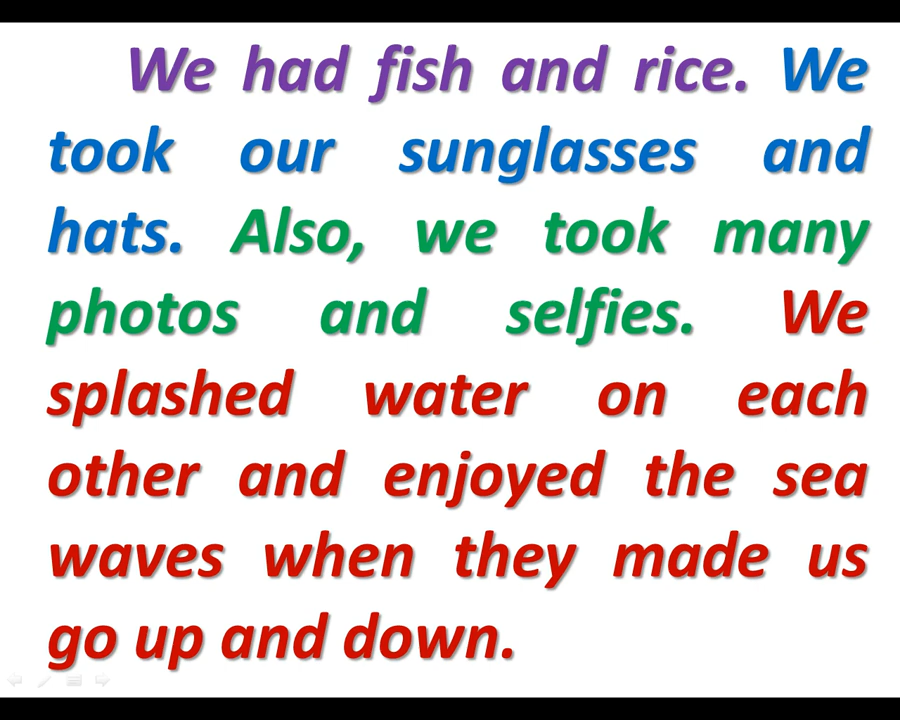 We had fish and rice. We
took our sunglasses and
hats. Also, we took many
photos and selfies. We
splashed water on each
other and enjoyed the sea
waves when they made us
go up and down.